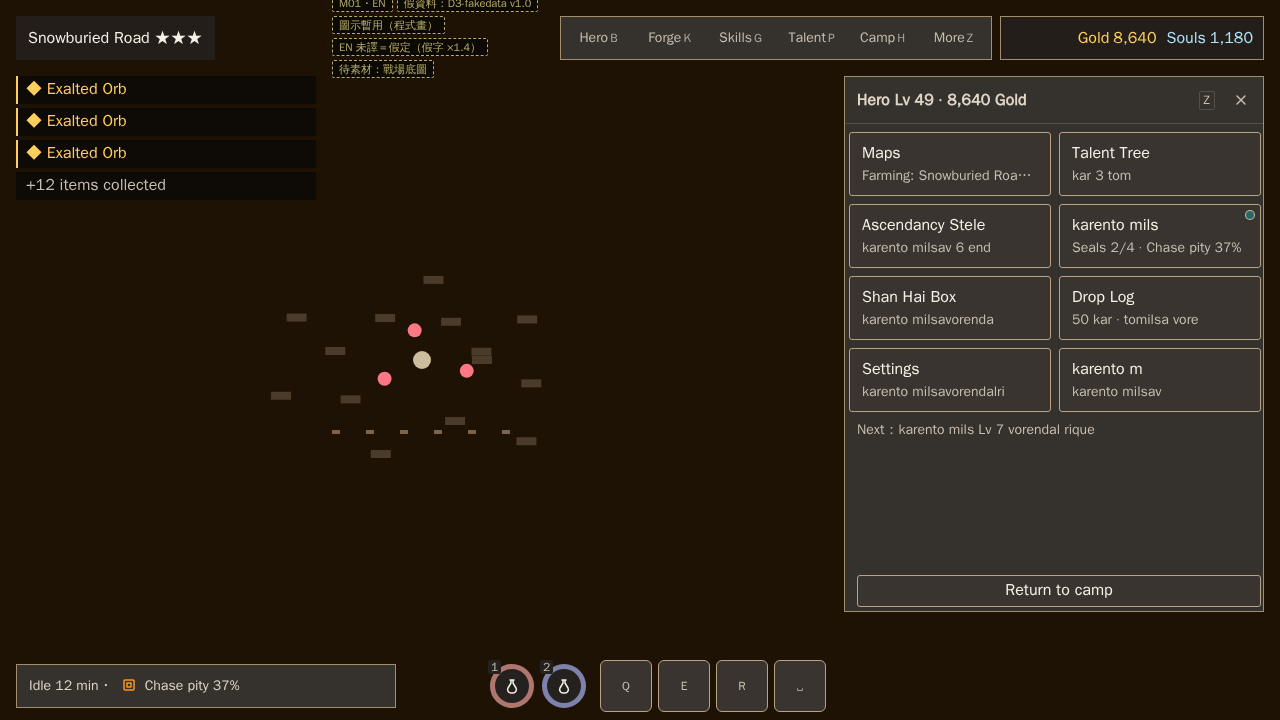 M01・EN 假資料：D3-fakedata v1.0
圖示暫用（程式畫）
EN 未譯＝假定（假字 ×1.4）
待素材：戰場底圖
Snowburied Road ★★★
Hero B Forge K Skills G Talent P Camp H More Z
Gold 8,640 Souls 1,180
Exalted Orb
Exalted Orb
Exalted Orb
+12 items collected
Hero Lv 49 · 8,640 Gold Z ×
Maps
Farming: Snowburied Roa⋯
Talent Tree
kar 3 tom
Ascendancy Stele
karento milsav 6 end
karento mils
Seals 2/4 · Chase pity 37%
Shan Hai Box
karento milsavorenda
Drop Log
50 kar · tomilsa vore
Settings
karento milsavorendalri
karento m
karento milsav
Next：karento mils Lv 7 vorendal rique
Return to camp
Idle 12 min · Chase pity 37%
1 2 Q E R ␣